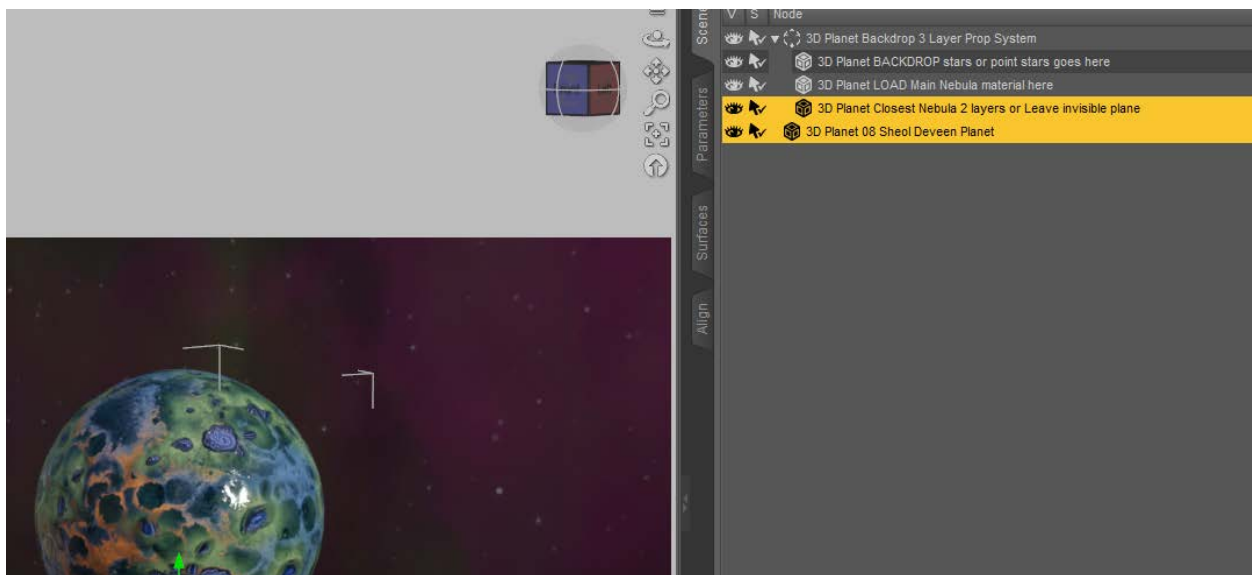 V S Node
3D Planet Backdrop 3 Layer Prop System
3D Planet BACKDROP stars or point stars goes here
3D Planet LOAD Main Nebula material here
3D Planet Closest Nebula 2 layers or Leave invisible plane
3D Planet 08 Sheol Deveen Planet
Scene
Parameters
Surfaces
Align